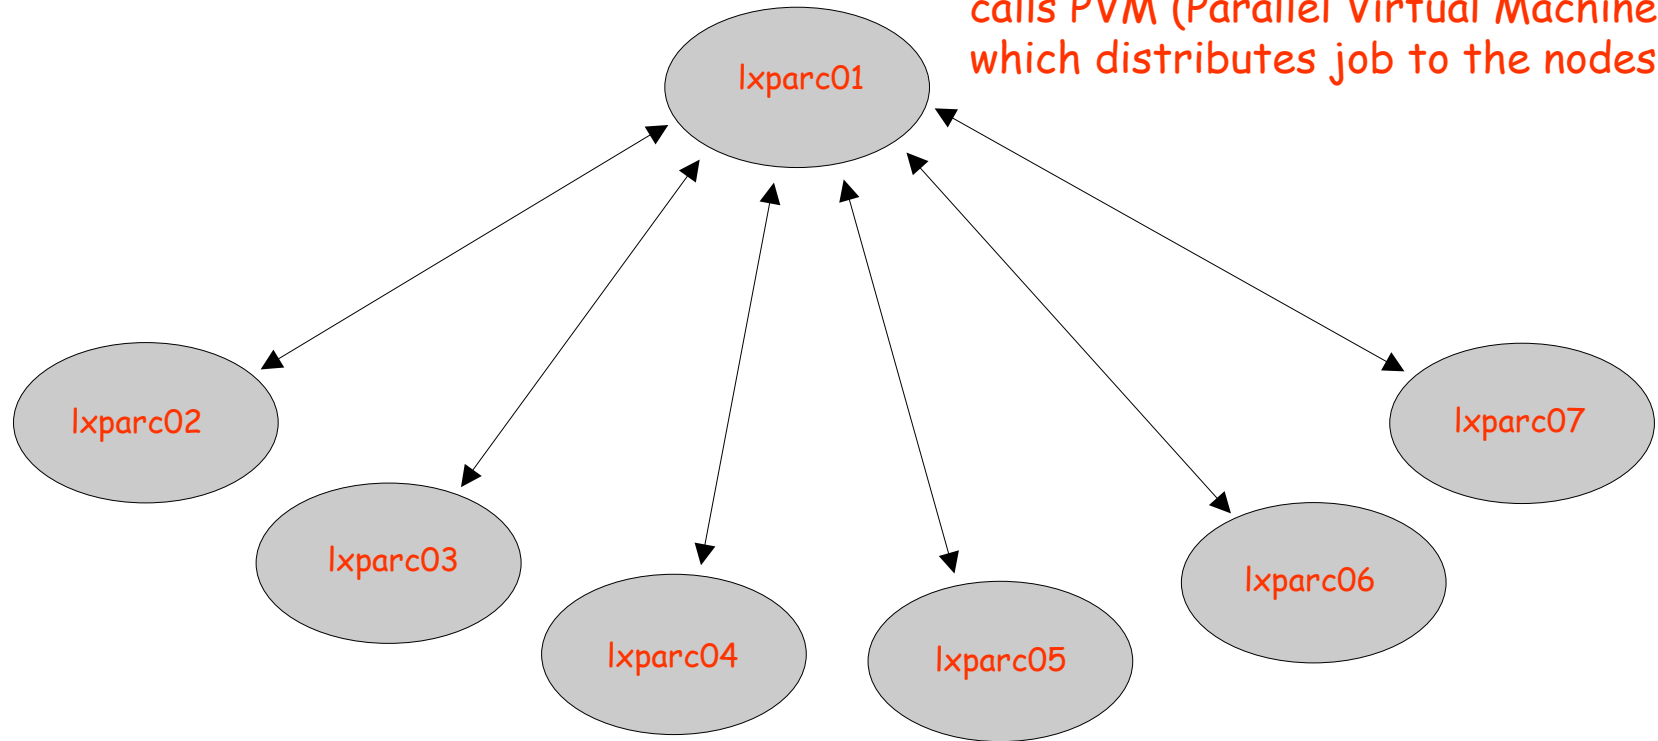 calls PVM (Parallel Virtual Machine
which distributes job to the nodes
lxparc01
lxparc02
lxparc07
lxparc03
lxparc06
lxparc04
lxparc05